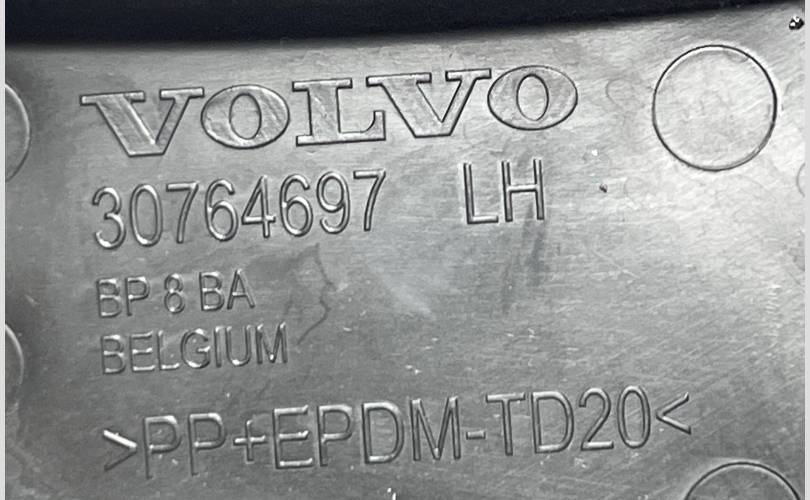 VOLVO
30764697 LH
BP 8 BA
BELGIUM
>PP+EPDM-TD20<